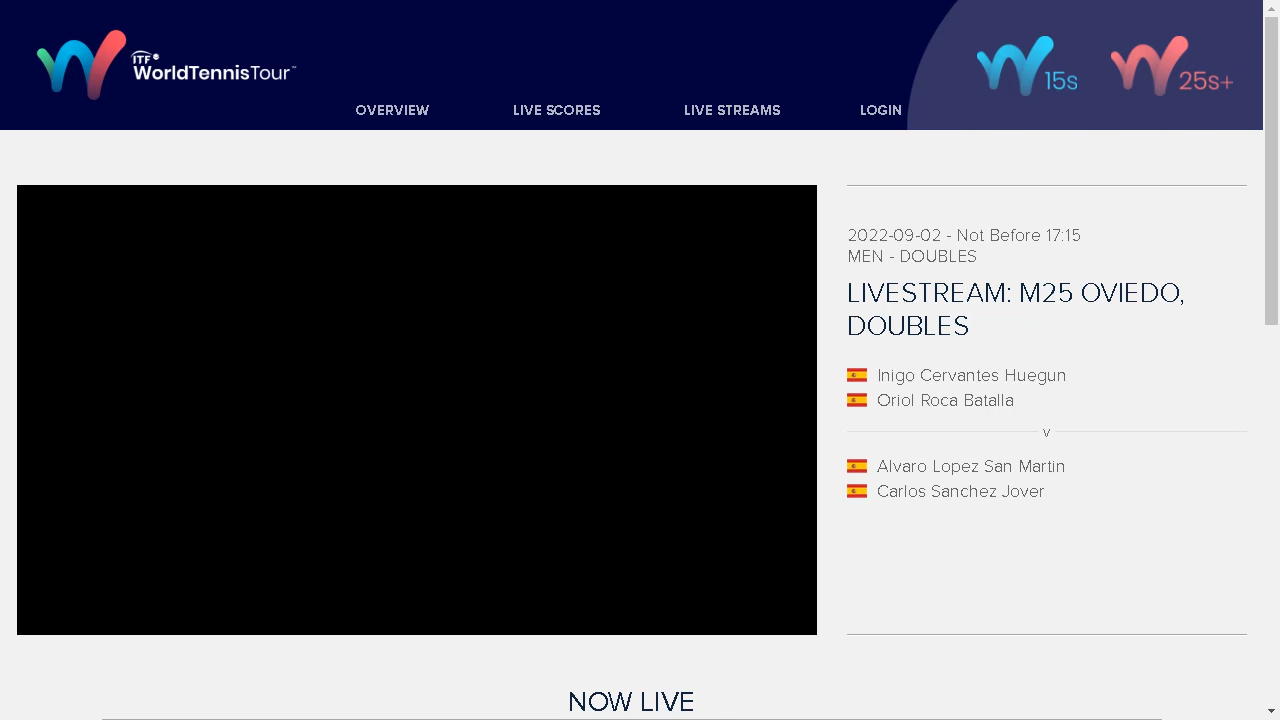 ITF
WorldTennisTour™
15s
25s+
OVERVIEW
LIVE SCORES
LIVE STREAMS
LOGIN
2022-09-02 - Not Before 17:15
MEN - DOUBLES
LIVESTREAM: M25 OVIEDO,
DOUBLES
Inigo Cervantes Huegun
Oriol Roca Batalla
v
Alvaro Lopez San Martin
Carlos Sanchez Jover
NOW LIVE